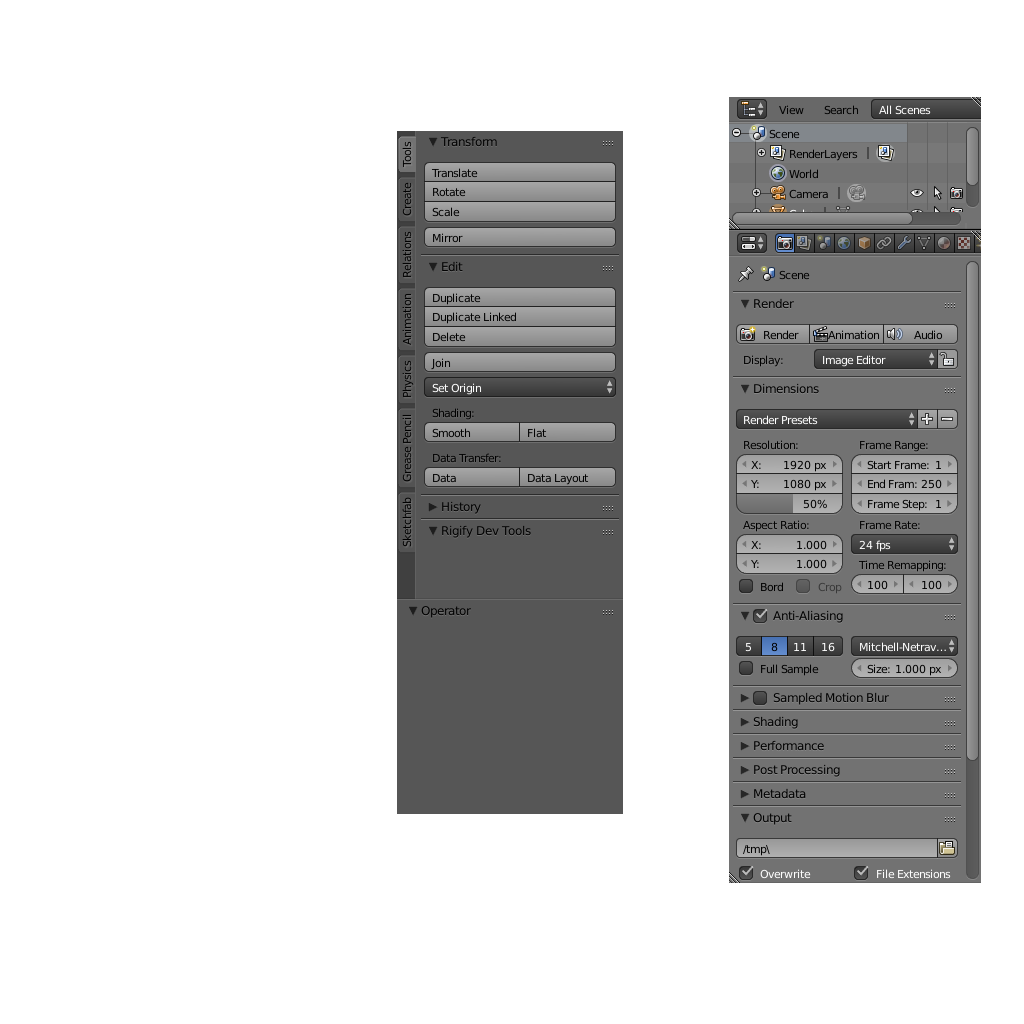 Tools
Create
Relations
Animation
Physics
Grease Pencil
Sketchfab
Transform
Translate
Rotate
Scale
Mirror
Edit
Duplicate
Duplicate Linked
Delete
Join
Set Origin
Shading:
Smooth Flat
Data Transfer:
Data Data Layout
History
Rigify Dev Tools
Operator
View Search All Scenes
Scene
RenderLayers
World
Camera
Scene
Render
Render Animation Audio
Display: Image Editor
Dimensions
Render Presets
Resolution: Frame Range:
X: 1920 px Start Frame: 1
Y: 1080 px End Fram: 250
50% Frame Step: 1
Aspect Ratio: Frame Rate:
X: 1.000 24 fps
Y: 1.000 Time Remapping:
Bord Crop 100 100
Anti-Aliasing
5 8 11 16 Mitchell-Netrav...
Full Sample Size: 1.000 px
Sampled Motion Blur
Shading
Performance
Post Processing
Metadata
Output
/tmp\
Overwrite File Extensions